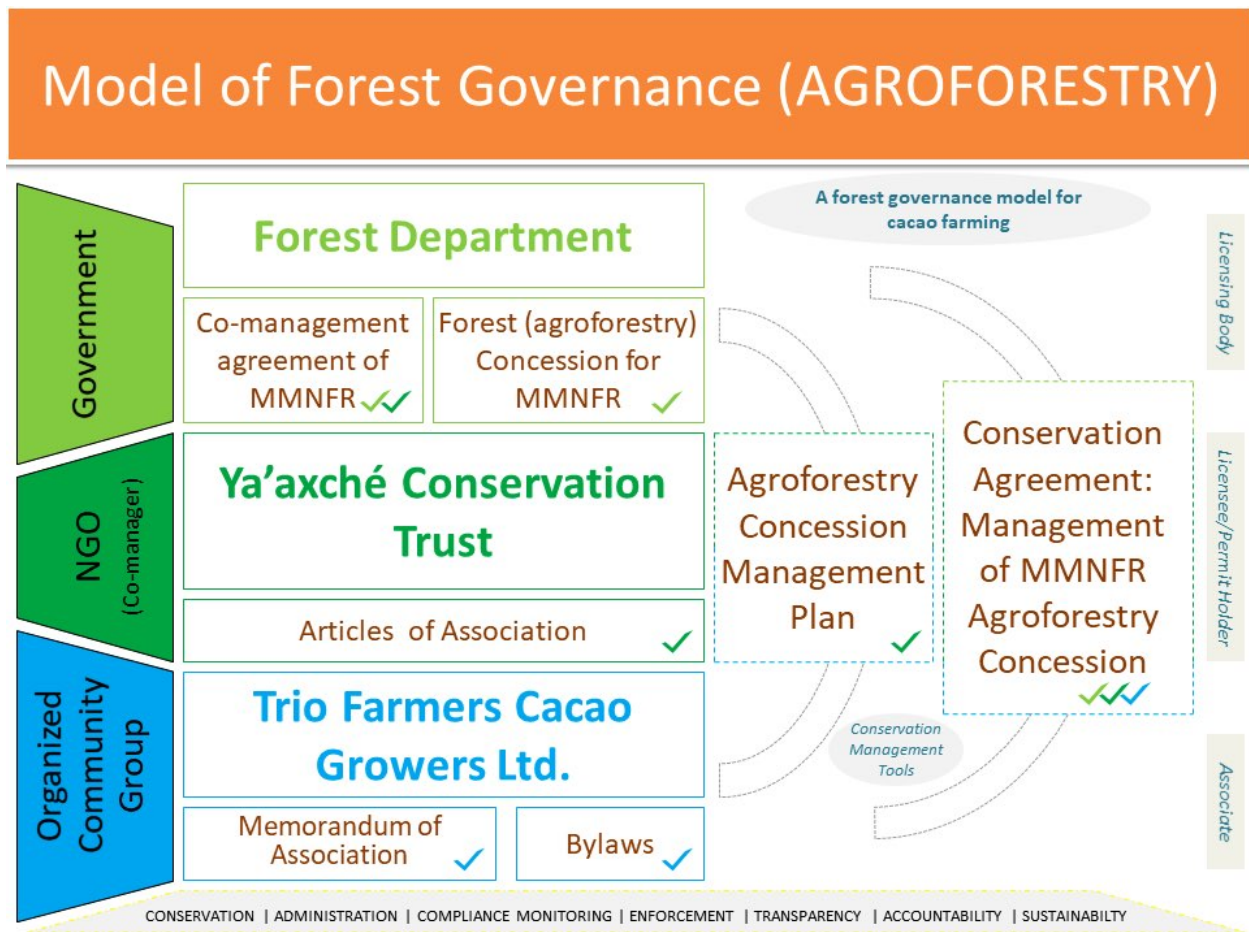 Model of Forest Governance (AGROFORESTRY)
Government
Forest Department
Co-management
agreement of
MMNFR
Forest (agroforestry)
Concession for
MMNFR
A forest governance model for
cacao farming
Licensing Body
NGO
(Co-manager)
Ya’axché Conservation
Trust
Articles of Association
Agroforestry
Concession
Management
Plan
Conservation
Agreement:
Management
of MMNFR
Agroforestry
Concession
Licensee/Permit Holder
Organized
Community
Group
Trio Farmers Cacao
Growers Ltd.
Memorandum of
Association
Bylaws
Conservation
Management
Tools
Associate
CONSERVATION | ADMINISTRATION | COMPLIANCE MONITORING | ENFORCEMENT | TRANSPARENCY | ACCOUNTABILITY | SUSTAINABILTY